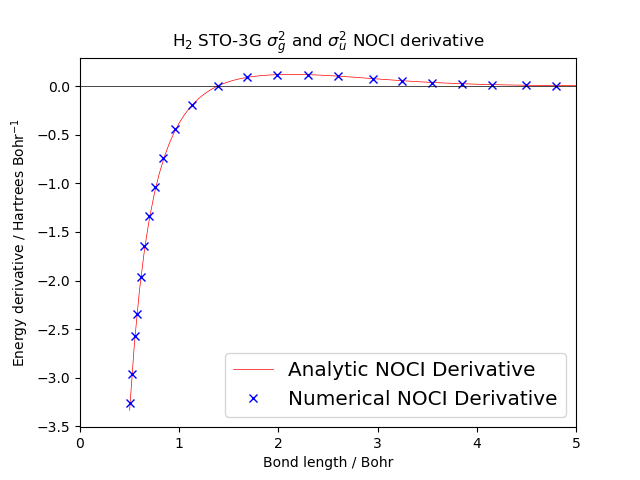 H₂ STO-3G σ_g² and σ_u² NOCI derivative
Energy derivative / Hartrees Bohr⁻¹
0.0
−0.5
−1.0
−1.5
−2.0
−2.5
−3.0
−3.5
Analytic NOCI Derivative
Numerical NOCI Derivative
0 1 2 3 4 5
Bond length / Bohr